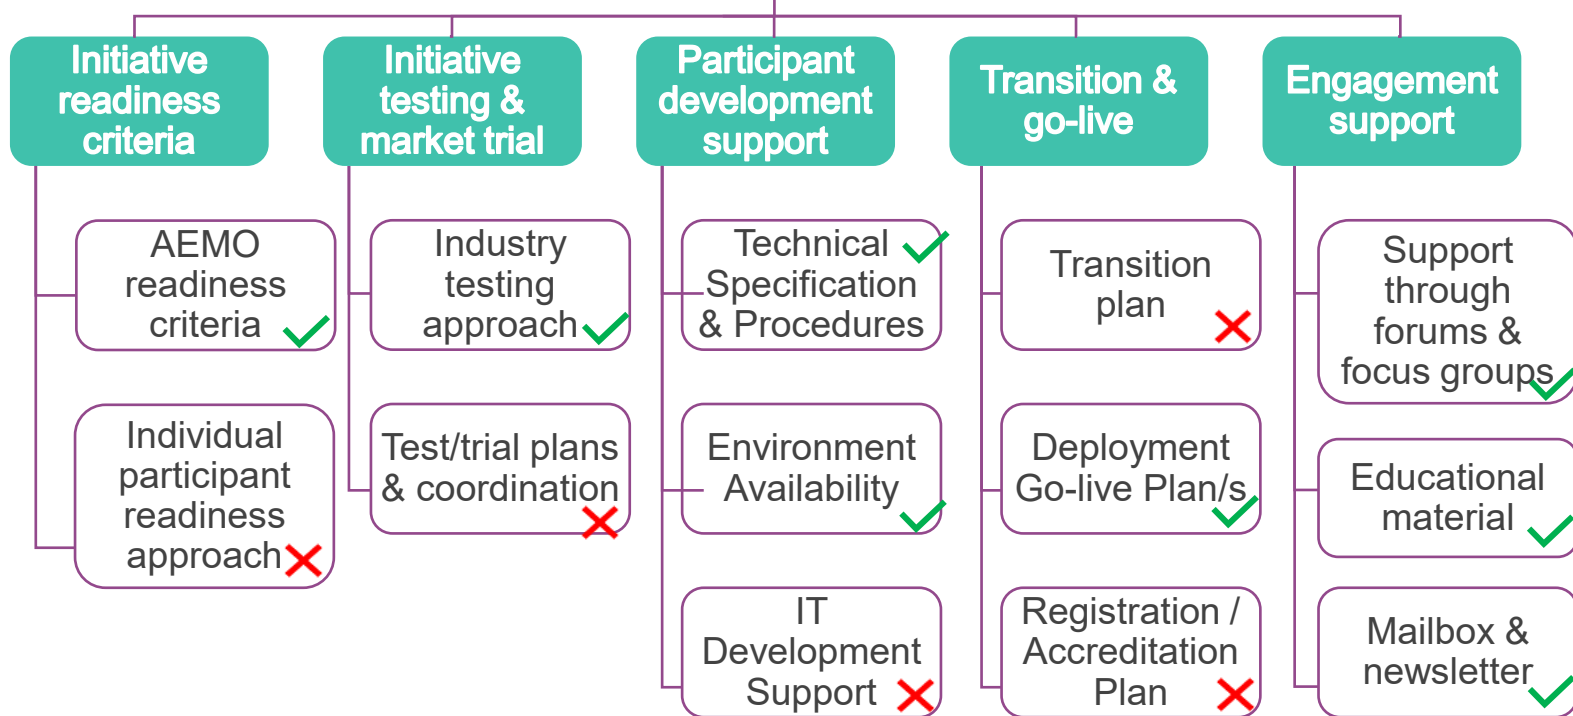 Initiative
readiness
criteria
AEMO
readiness
criteria
Individual
participant
readiness
approach
Initiative
testing &
market trial
Industry
testing
approach
Test/trial plans
& coordination
Participant
development
support
Technical
Specification
& Procedures
Environment
Availability
IT
Development
Support
Transition &
go-live
Transition
plan
Deployment
Go-live Plan/s
Registration /
Accreditation
Plan
Engagement
support
Support
through
forums &
focus groups
Educational
material
Mailbox &
newsletter